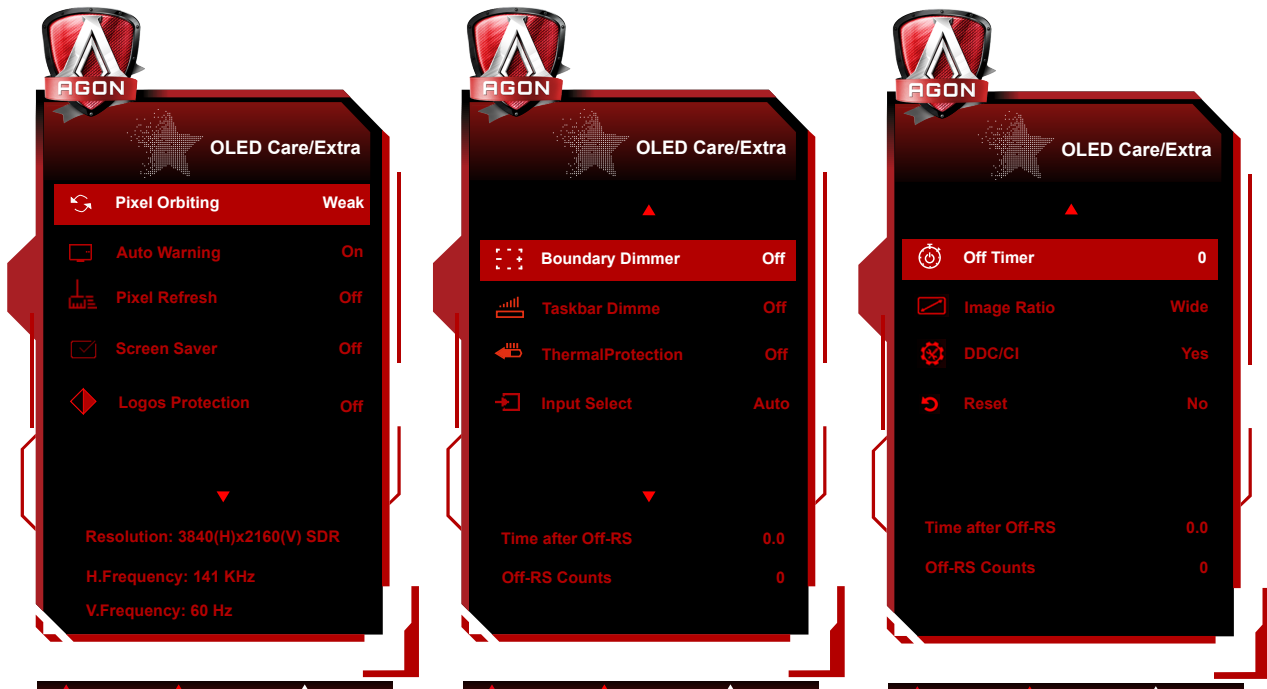 AGON
OLED Care/Extra
Pixel Orbiting Weak
Auto Warning On
Pixel Refresh Off
Screen Saver Off
Logos Protection Off
Resolution: 3840(H)x2160(V) SDR
H.Frequency: 141 KHz
V.Frequency: 60 Hz
AGON
OLED Care/Extra
Boundary Dimmer Off
Taskbar Dimme Off
ThermalProtection Off
Input Select Auto
Time after Off-RS 0.0
Off-RS Counts 0
AGON
OLED Care/Extra
Off Timer 0
Image Ratio Wide
DDC/CI Yes
Reset No
Time after Off-RS 0.0
Off-RS Counts 0